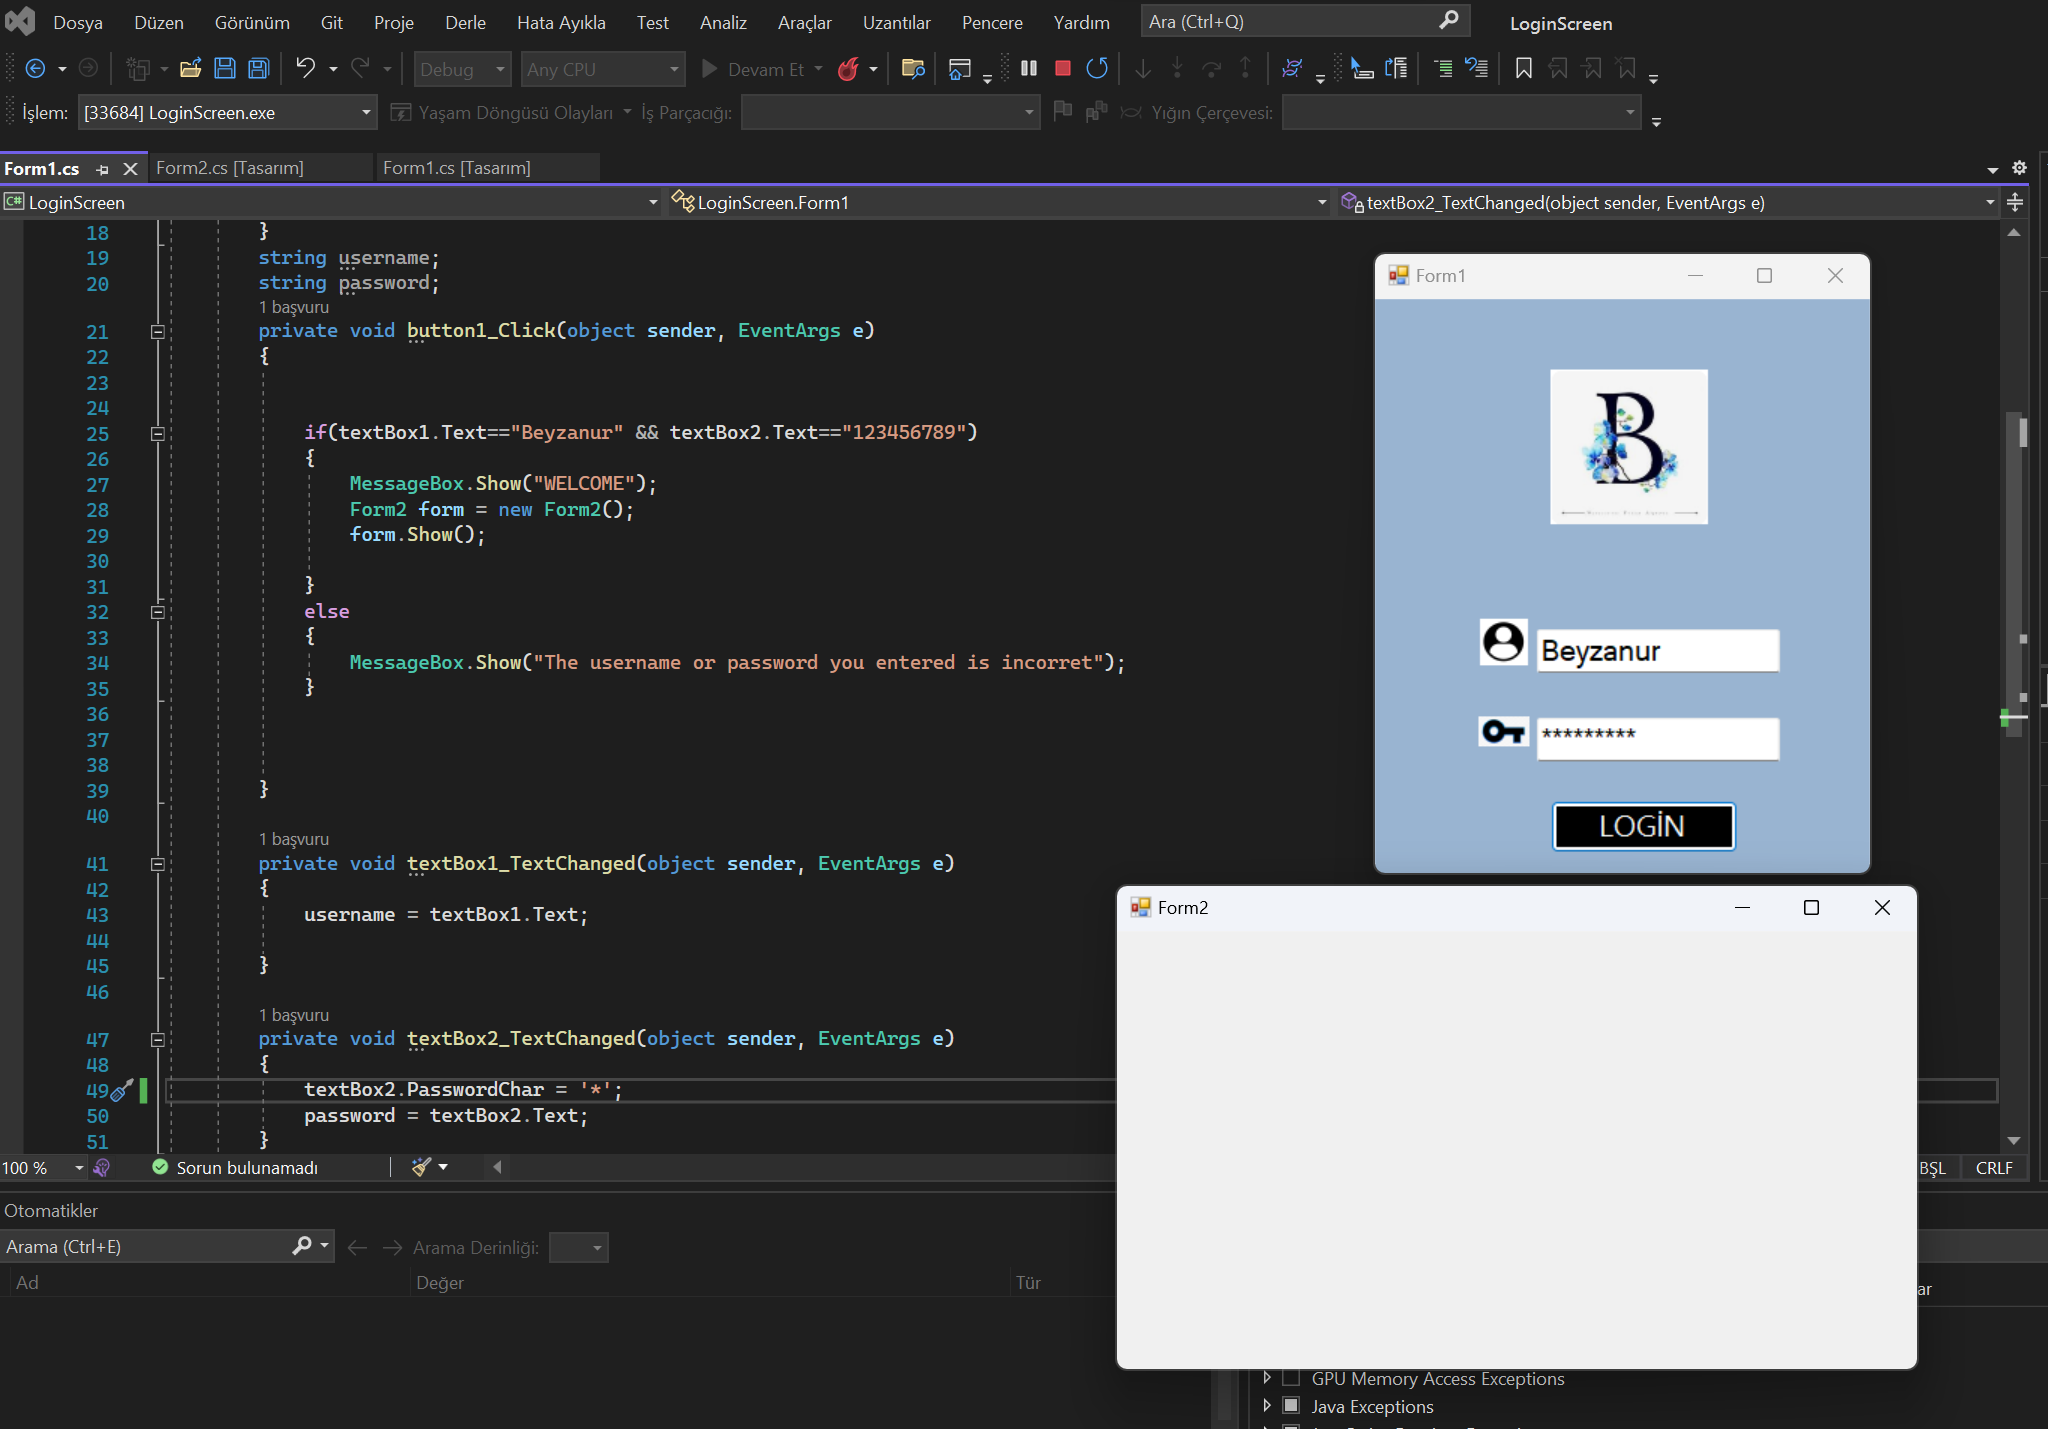 Dosya Düzen Görünüm Git Proje Derle Hata Ayıkla Test Analiz Araçlar Uzantılar Pencere Yardım Ara (Ctrl+Q) LoginScreen
Debug Any CPU Devam Et
İşlem: [33684] LoginScreen.exe Yaşam Döngüsü Olayları İş Parçacığı: Yığın Çerçevesi:
Form1.cs Form2.cs [Tasarım] Form1.cs [Tasarım]
C# LoginScreen LoginScreen.Form1 textBox2_TextChanged(object sender, EventArgs e)
18 }
19 string username;
20 string password;
1 başvuru
21 private void button1_Click(object sender, EventArgs e)
22 {
23
24
25 if(textBox1.Text=="Beyzanur" && textBox2.Text=="123456789")
26 {
27 MessageBox.Show("WELCOME");
28 Form2 form = new Form2();
29 form.Show();
30
31 }
32 else
33 {
34 MessageBox.Show("The username or password you entered is incorret");
35 }
36
37
38
39 }
40
1 başvuru
41 private void textBox1_TextChanged(object sender, EventArgs e)
42 {
43 username = textBox1.Text;
44
45 }
46
1 başvuru
47 private void textBox2_TextChanged(object sender, EventArgs e)
48 {
49 textBox2.PasswordChar = '*';
50 password = textBox2.Text;
51 }
Form1
B
Beyzanur
*********
LOGİN
Form2
100 % Sorun bulunamadı
BŞL CRLF
Otomatikler
Arama (Ctrl+E) Arama Derinliği:
Ad Değer Tür
ar
GPU Memory Access Exceptions
Java Exceptions